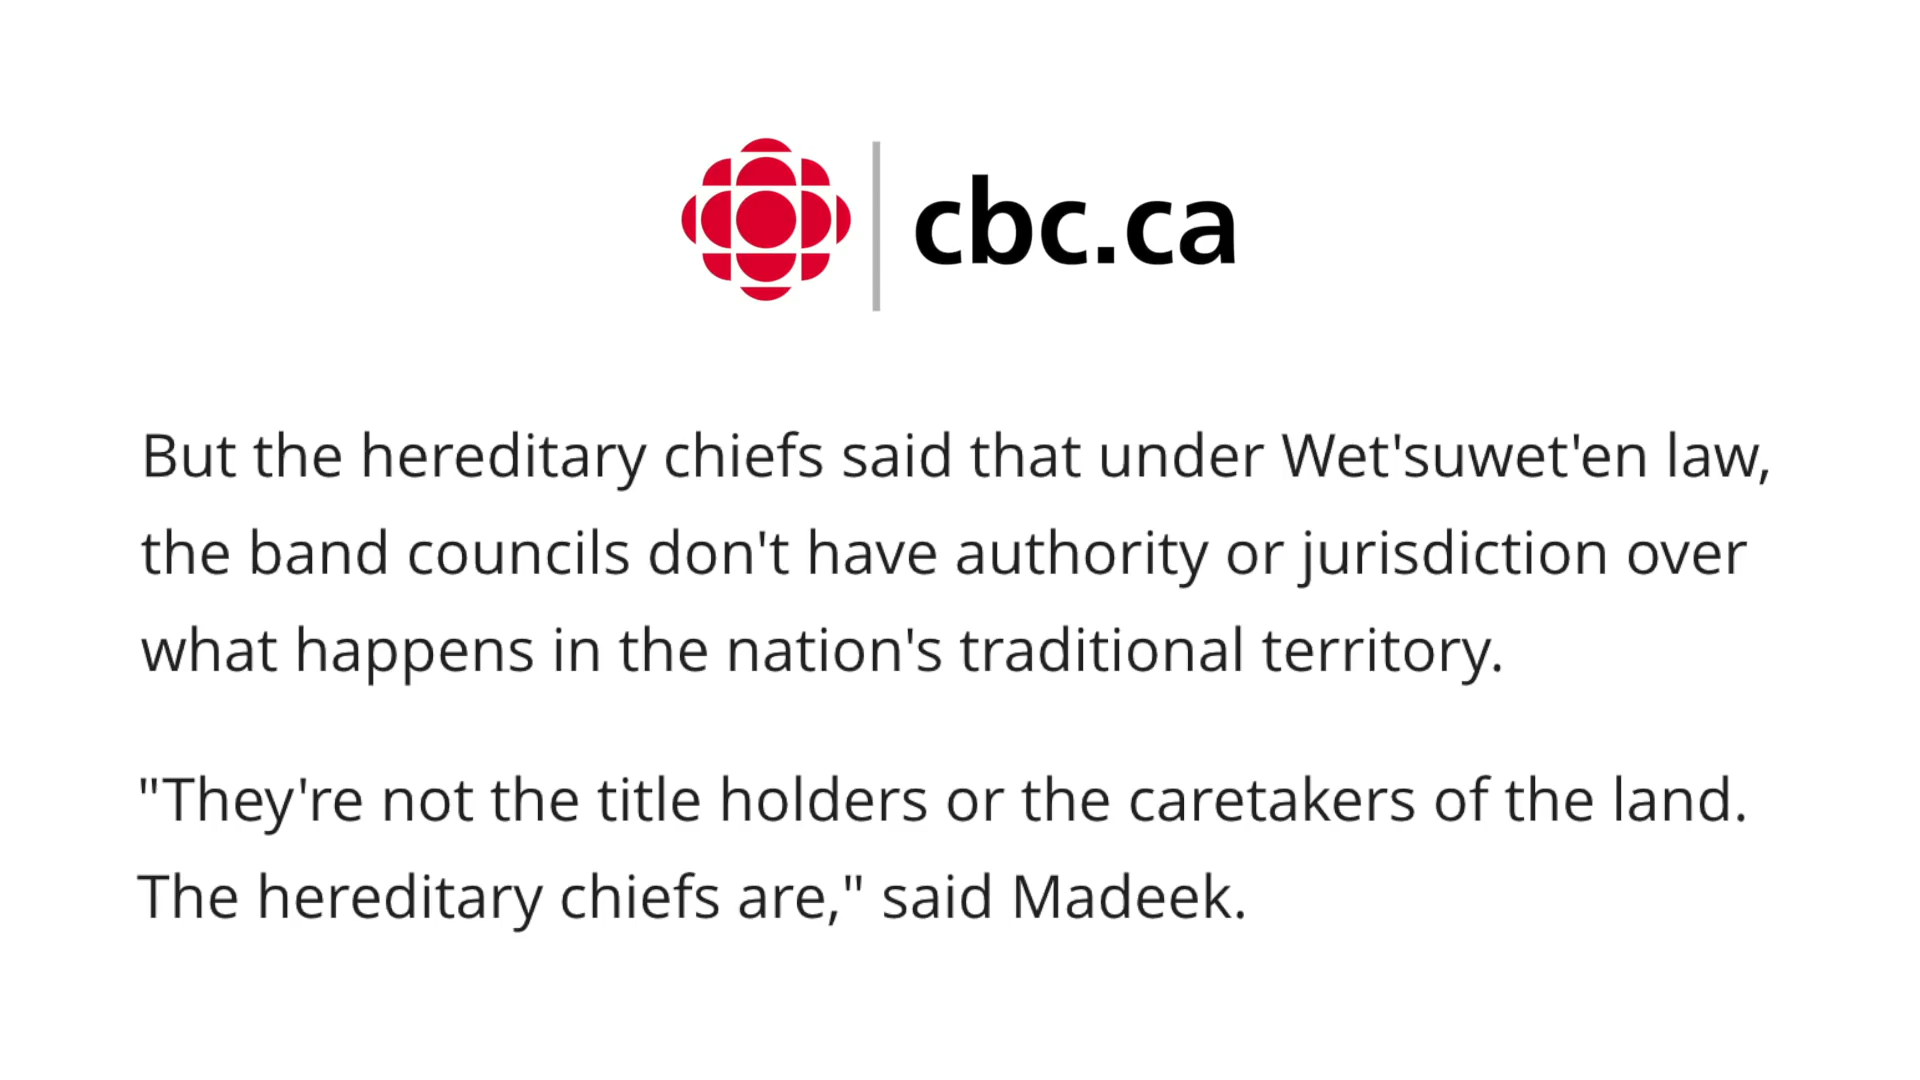 cbc.ca
But the hereditary chiefs said that under Wet'suwet'en law,
the band councils don't have authority or jurisdiction over
what happens in the nation's traditional territory.
"They're not the title holders or the caretakers of the land.
The hereditary chiefs are," said Madeek.